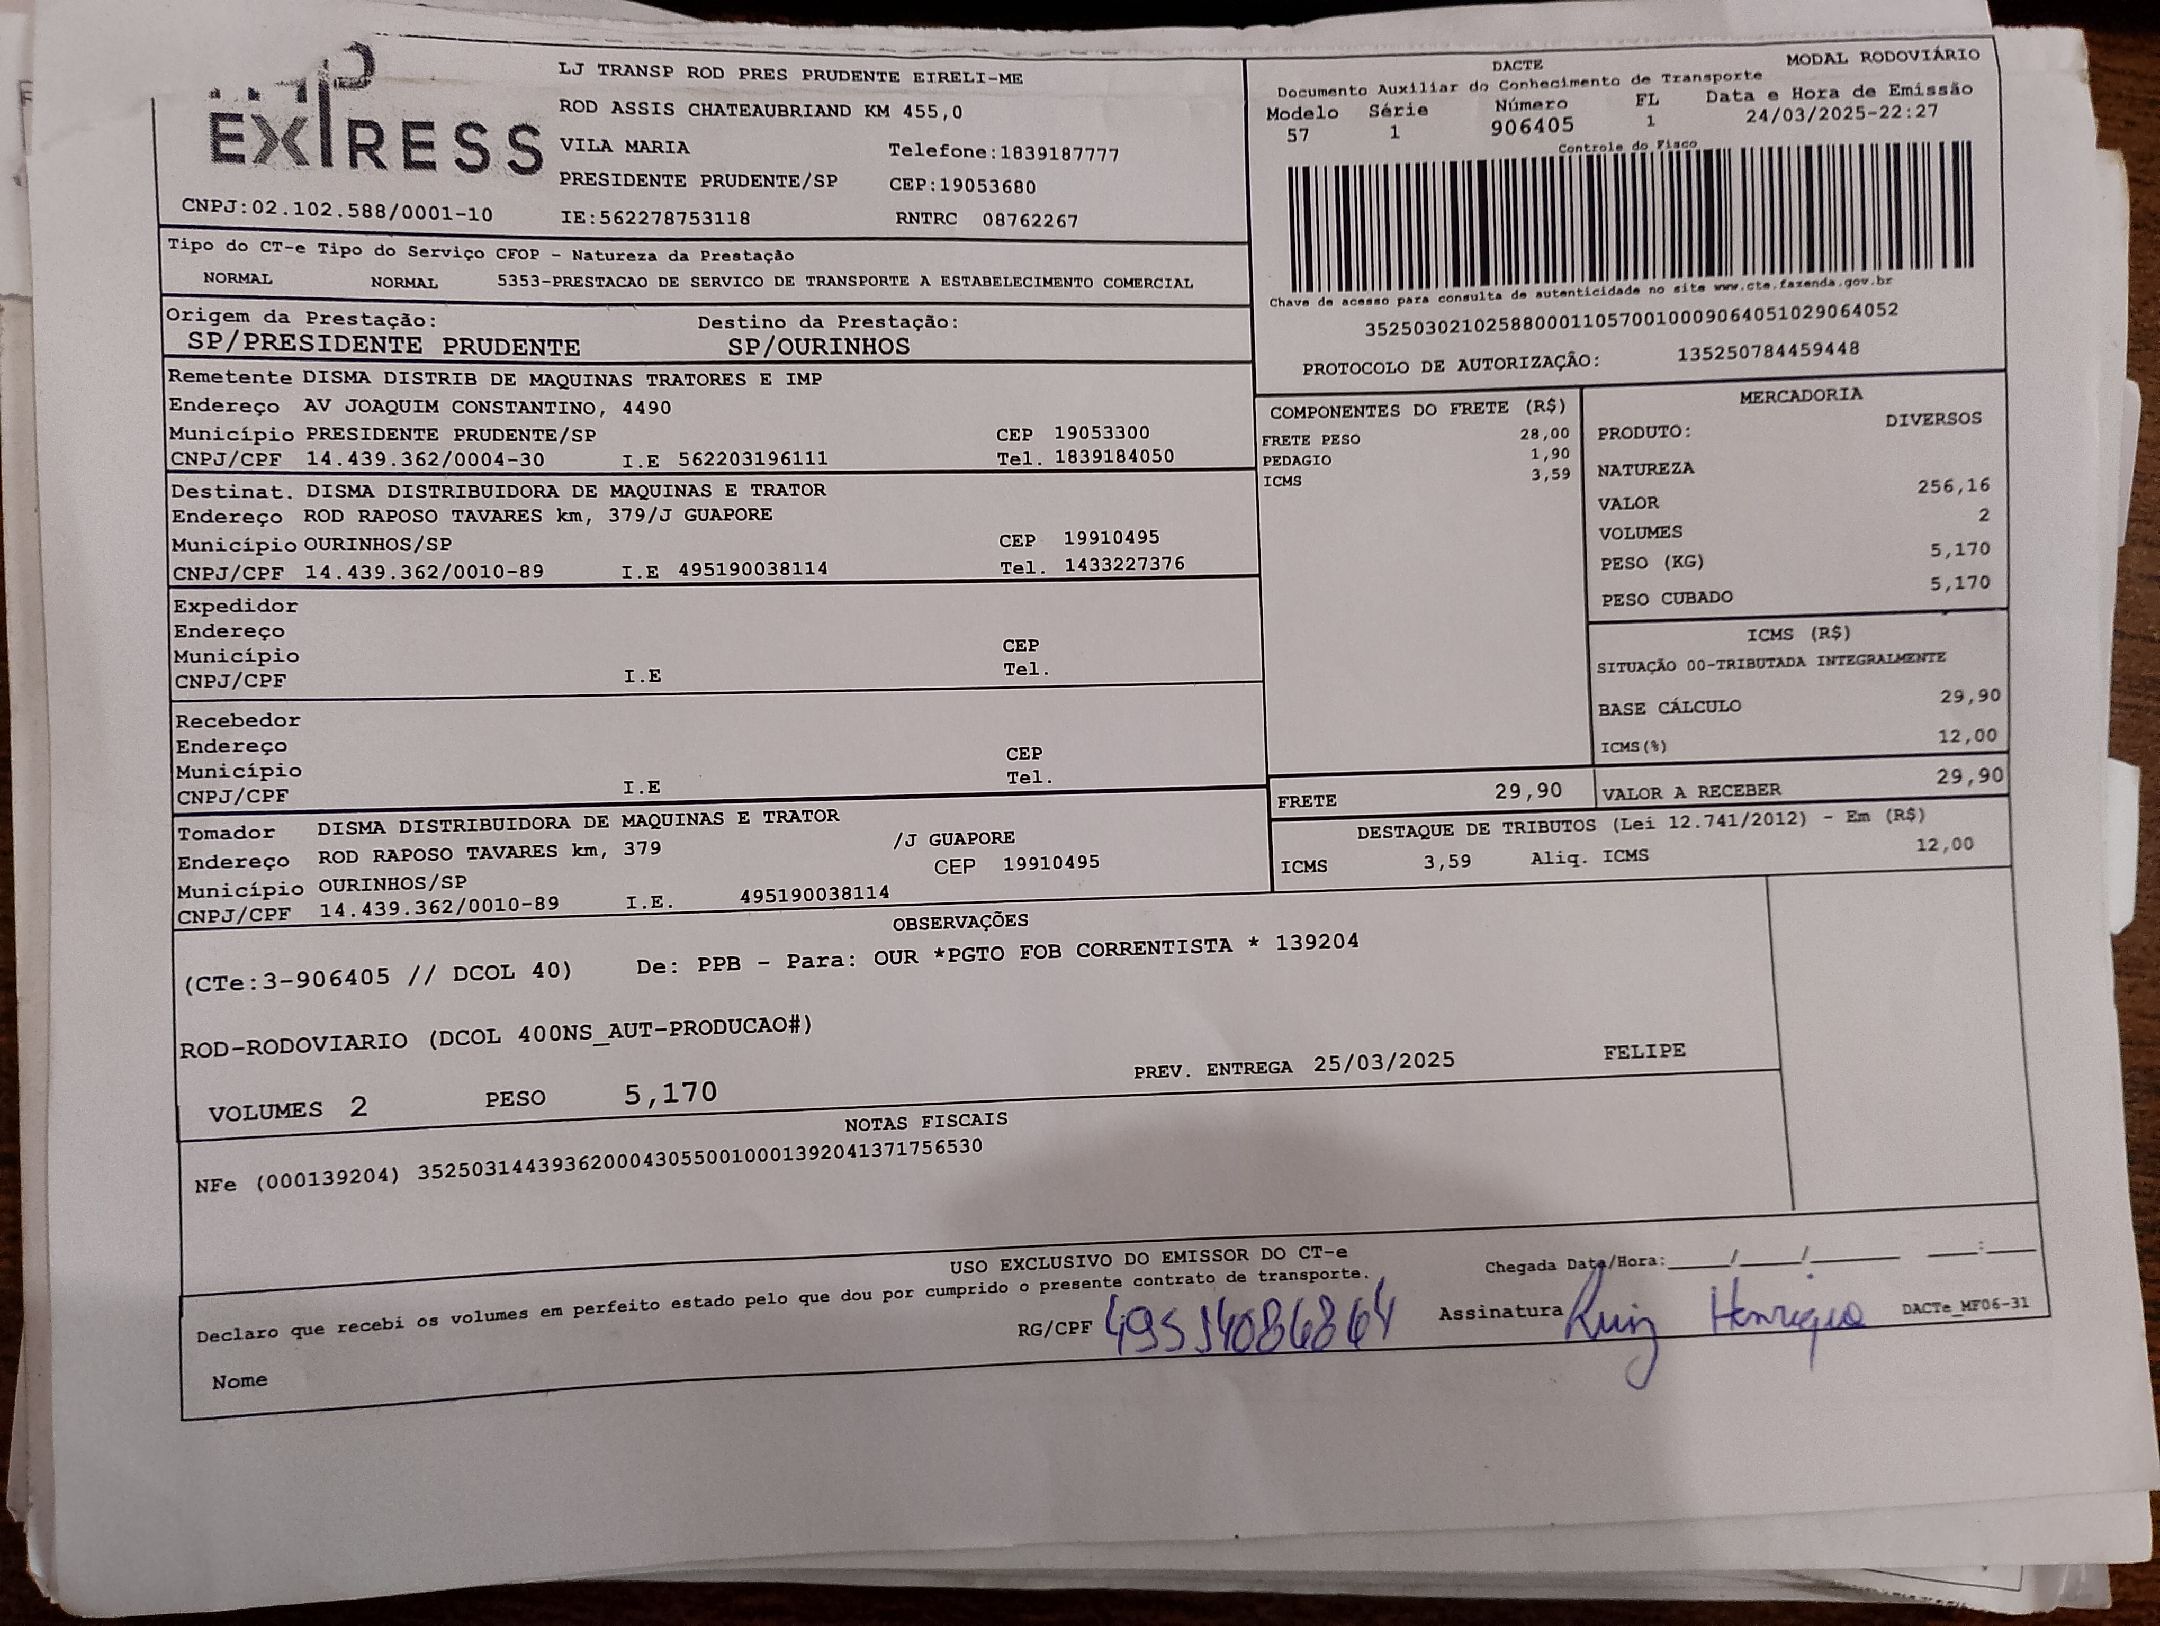 EXPRESS
LJ TRANSP ROD PRES PRUDENTE EIRELI-ME
ROD ASSIS CHATEAUBRIAND KM 455,0
VILA MARIA Telefone:1839187777
PRESIDENTE PRUDENTE/SP CEP:19053680
CNPJ:02.102.588/0001-10 IE:562278753118 RNTRC 08762267
DACTE MODAL RODOVIÁRIO
Documento Auxiliar do Conhecimento de Transporte
Modelo Série Número FL Data e Hora de Emissão
57 1 906405 1 24/03/2025-22:27
Controle do Fisco
Chave de acesso para consulta de autenticidade no site www.cte.fazenda.gov.br
35250302102588000110570010009064051029064052
PROTOCOLO DE AUTORIZAÇÃO: 135250784459448
Tipo do CT-e Tipo do Serviço CFOP - Natureza da Prestação
NORMAL NORMAL 5353-PRESTACAO DE SERVICO DE TRANSPORTE A ESTABELECIMENTO COMERCIAL
Origem da Prestação: Destino da Prestação:
SP/PRESIDENTE PRUDENTE SP/OURINHOS
Remetente DISMA DISTRIB DE MAQUINAS TRATORES E IMP
Endereço AV JOAQUIM CONSTANTINO, 4490
Município PRESIDENTE PRUDENTE/SP CEP 19053300
CNPJ/CPF 14.439.362/0004-30 I.E 562203196111 Tel. 1839184050
Destinat. DISMA DISTRIBUIDORA DE MAQUINAS E TRATOR
Endereço ROD RAPOSO TAVARES km, 379/J GUAPORE
Município OURINHOS/SP CEP 19910495
CNPJ/CPF 14.439.362/0010-89 I.E 495190038114 Tel. 1433227376
Expedidor
Endereço
Município CEP
CNPJ/CPF I.E Tel.
Recebedor
Endereço
Município CEP
CNPJ/CPF I.E Tel.
Tomador DISMA DISTRIBUIDORA DE MAQUINAS E TRATOR
Endereço ROD RAPOSO TAVARES km, 379 /J GUAPORE
Município OURINHOS/SP CEP 19910495
CNPJ/CPF 14.439.362/0010-89 I.E. 495190038114
COMPONENTES DO FRETE (R$)
FRETE PESO 28,00
PEDAGIO 1,90
ICMS 3,59
MERCADORIA
PRODUTO: DIVERSOS
NATUREZA
VALOR 256,16
VOLUMES 2
PESO (KG) 5,170
PESO CUBADO 5,170
ICMS (R$)
SITUAÇÃO 00-TRIBUTADA INTEGRALMENTE
BASE CÁLCULO 29,90
ICMS(%) 12,00
FRETE 29,90 VALOR A RECEBER 29,90
DESTAQUE DE TRIBUTOS (Lei 12.741/2012) - Em (R$)
ICMS 3,59 Aliq. ICMS 12,00
OBSERVAÇÕES
(CTe:3-906405 // DCOL 40) De: PPB - Para: OUR *PGTO FOB CORRENTISTA * 139204
ROD-RODOVIARIO (DCOL 400NS_AUT-PRODUCAO#)
VOLUMES 2 PESO 5,170 PREV. ENTREGA 25/03/2025 FELIPE
NOTAS FISCAIS
NFe (000139204) 35250314439362000430550010001392041371756530
USO EXCLUSIVO DO EMISSOR DO CT-e
Declaro que recebi os volumes em perfeito estado pelo que dou por cumprido o presente contrato de transporte.
Chegada Data/Hora:____/____/______ ____:____
Nome RG/CPF 49514086864 Assinatura Ruiz Henrique DACTe_MF06-31